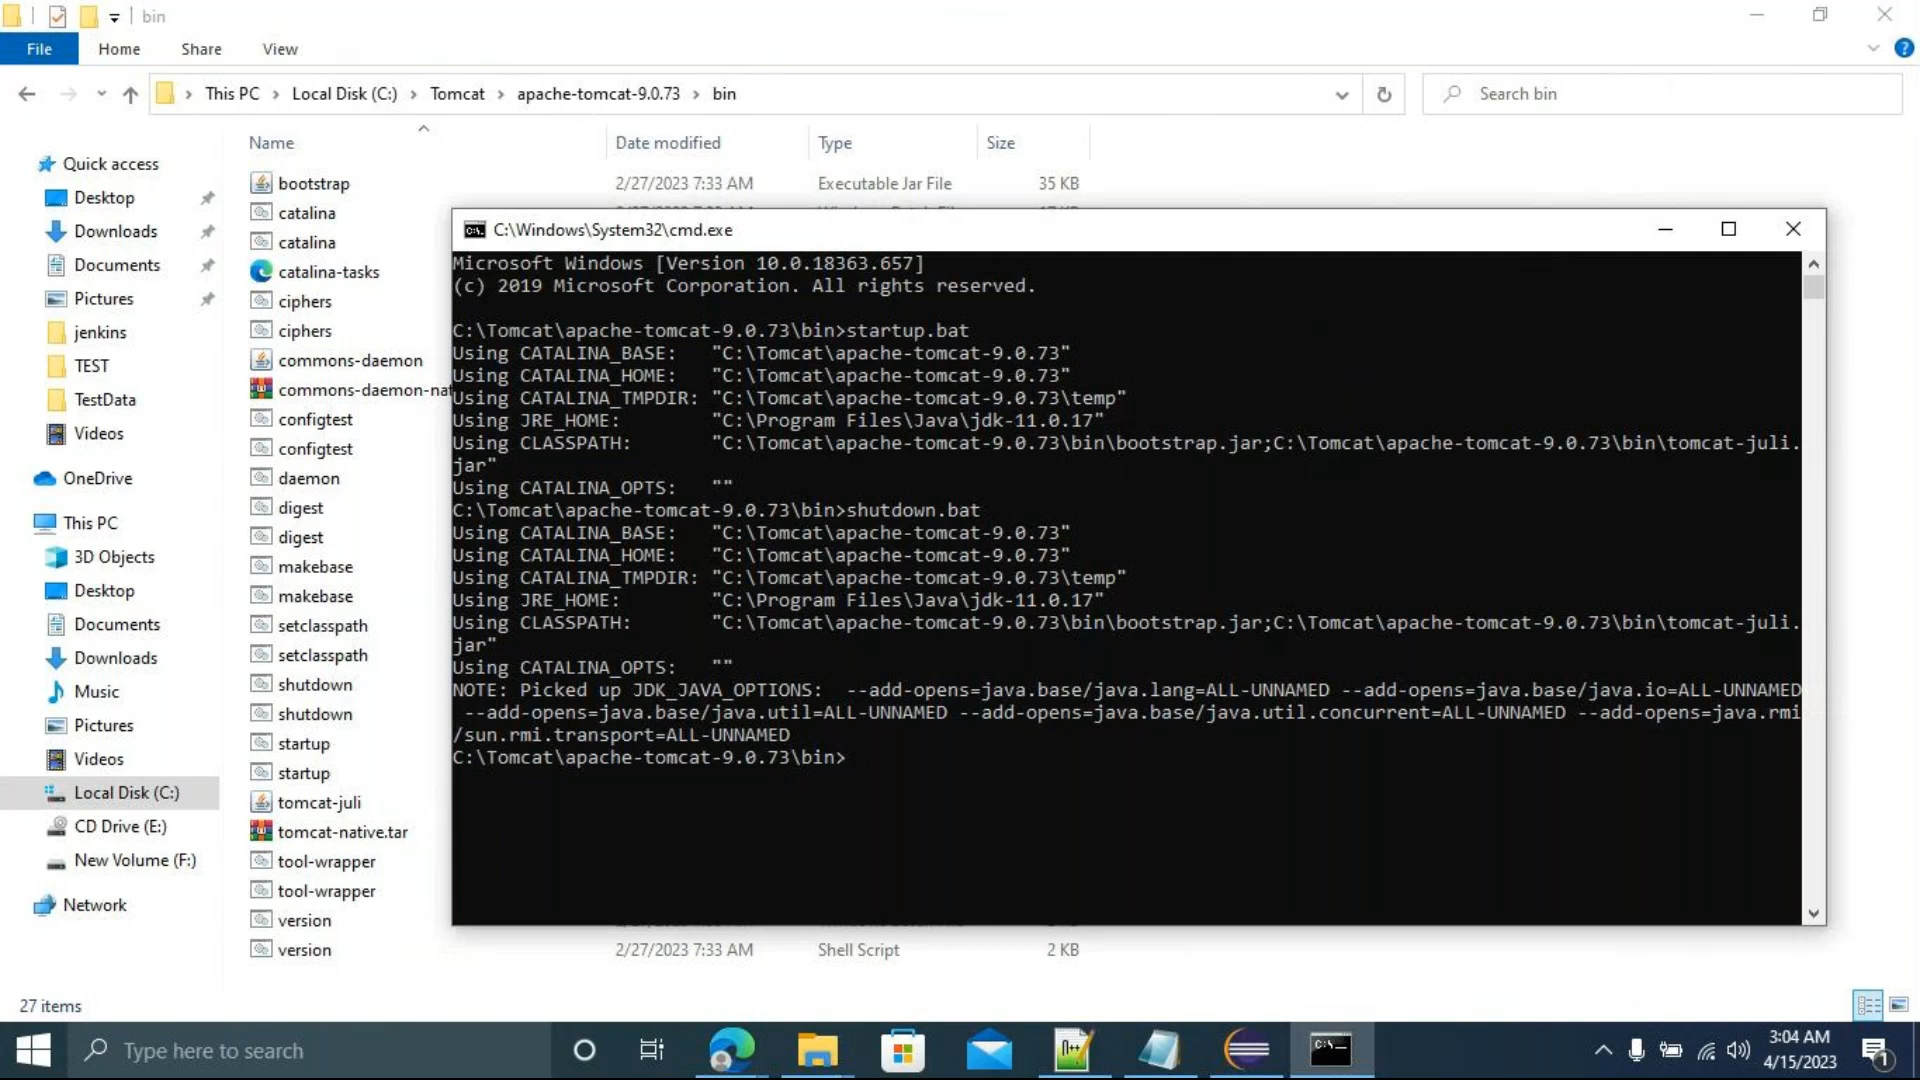 bin
File Home Share View
This PC > Local Disk (C:) > Tomcat > apache-tomcat-9.0.73 > bin
Search bin
Name Date modified Type Size
Quick access
Desktop
Downloads
Documents
Pictures
jenkins
TEST
TestData
Videos
OneDrive
This PC
3D Objects
Desktop
Documents
Downloads
Music
Pictures
Videos
Local Disk (C:)
CD Drive (E:)
New Volume (F:)
Network
bootstrap 2/27/2023 7:33 AM Executable Jar File 35 KB
catalina
catalina
catalina-tasks
ciphers
ciphers
commons-daemon
commons-daemon-nat
configtest
configtest
daemon
digest
digest
makebase
makebase
setclasspath
setclasspath
shutdown
shutdown
startup
startup
tomcat-juli
tomcat-native.tar
tool-wrapper
tool-wrapper
version
version 2/27/2023 7:33 AM Shell Script 2 KB
C:\Windows\System32\cmd.exe
Microsoft Windows [Version 10.0.18363.657]
(c) 2019 Microsoft Corporation. All rights reserved.
C:\Tomcat\apache-tomcat-9.0.73\bin>startup.bat
Using CATALINA_BASE:   "C:\Tomcat\apache-tomcat-9.0.73"
Using CATALINA_HOME:   "C:\Tomcat\apache-tomcat-9.0.73"
Using CATALINA_TMPDIR: "C:\Tomcat\apache-tomcat-9.0.73\temp"
Using JRE_HOME:        "C:\Program Files\Java\jdk-11.0.17"
Using CLASSPATH:       "C:\Tomcat\apache-tomcat-9.0.73\bin\bootstrap.jar;C:\Tomcat\apache-tomcat-9.0.73\bin\tomcat-juli.
jar"
Using CATALINA_OPTS:   ""
C:\Tomcat\apache-tomcat-9.0.73\bin>shutdown.bat
Using CATALINA_BASE:   "C:\Tomcat\apache-tomcat-9.0.73"
Using CATALINA_HOME:   "C:\Tomcat\apache-tomcat-9.0.73"
Using CATALINA_TMPDIR: "C:\Tomcat\apache-tomcat-9.0.73\temp"
Using JRE_HOME:        "C:\Program Files\Java\jdk-11.0.17"
Using CLASSPATH:       "C:\Tomcat\apache-tomcat-9.0.73\bin\bootstrap.jar;C:\Tomcat\apache-tomcat-9.0.73\bin\tomcat-juli.
jar"
Using CATALINA_OPTS:   ""
NOTE: Picked up JDK_JAVA_OPTIONS:  --add-opens=java.base/java.lang=ALL-UNNAMED --add-opens=java.base/java.io=ALL-UNNAMED
--add-opens=java.base/java.util=ALL-UNNAMED --add-opens=java.base/java.util.concurrent=ALL-UNNAMED --add-opens=java.rmi
/sun.rmi.transport=ALL-UNNAMED
C:\Tomcat\apache-tomcat-9.0.73\bin>
27 items
Type here to search
3:04 AM
4/15/2023
1